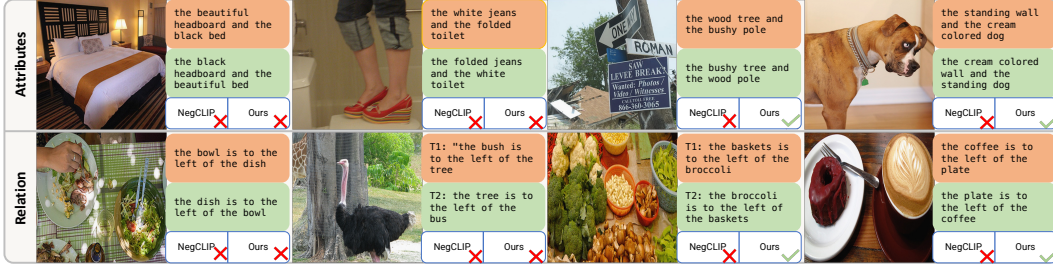 Attributes
the beautiful
headboard and the
black bed
the black
headboard and the
beautiful bed
NegCLIP
Ours
the white jeans
and the folded
toilet
the folded jeans
and the white
toilet
NegCLIP
Ours
ONE WAY
ROMAN
SAW
LEVEE BREAK?
Wanted: Photos /
Video / Witnesses
CALL TOLL FREE
866-360-3065
the wood tree and
the bushy pole
the bushy tree and
the wood pole
NegCLIP
Ours
the standing wall
and the cream
colored dog
the cream colored
wall and the
standing dog
NegCLIP
Ours
Relation
the bowl is to the
left of the dish
the dish is to the
left of the bowl
NegCLIP
Ours
T1: "the bush is
to the left of the
tree
T2: the tree is to
the left of the
bus
NegCLIP
Ours
T1: the baskets is
to the left of the
broccoli
T2: the broccoli
is to the left of
the baskets
NegCLIP
Ours
the coffee is to
the left of the
plate
the plate is to
the left of the
coffee
NegCLIP
Ours